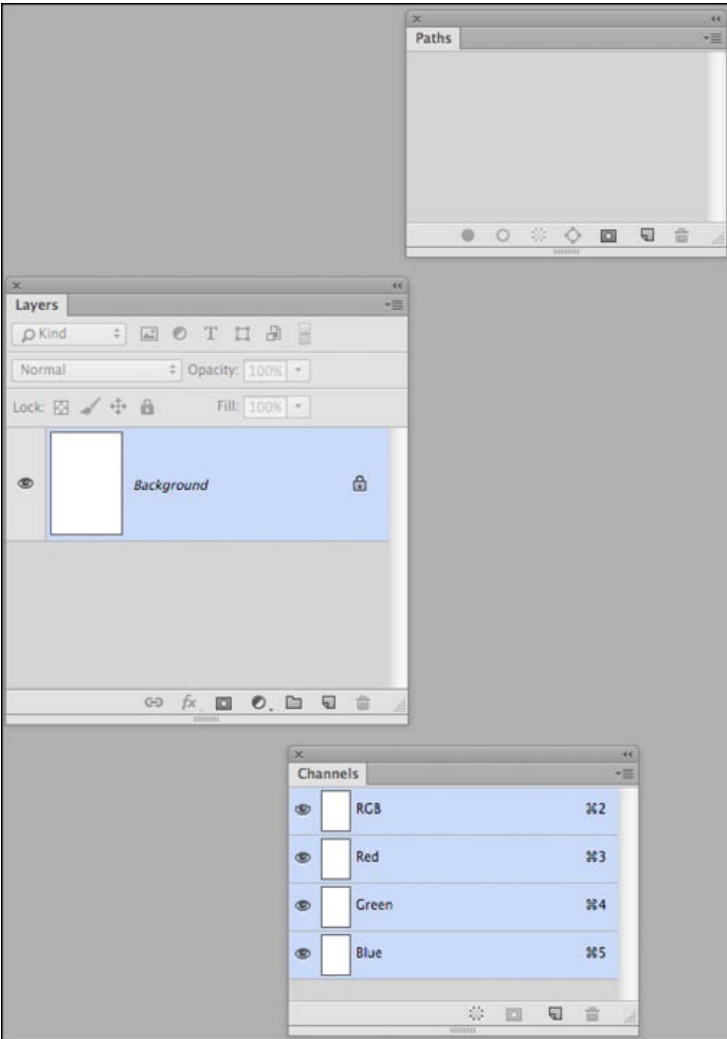 Paths
Layers
Kind
Normal Opacity: 100%
Lock: Fill: 100%
Background
fx
Channels
RGB ⌘2
Red ⌘3
Green ⌘4
Blue ⌘5